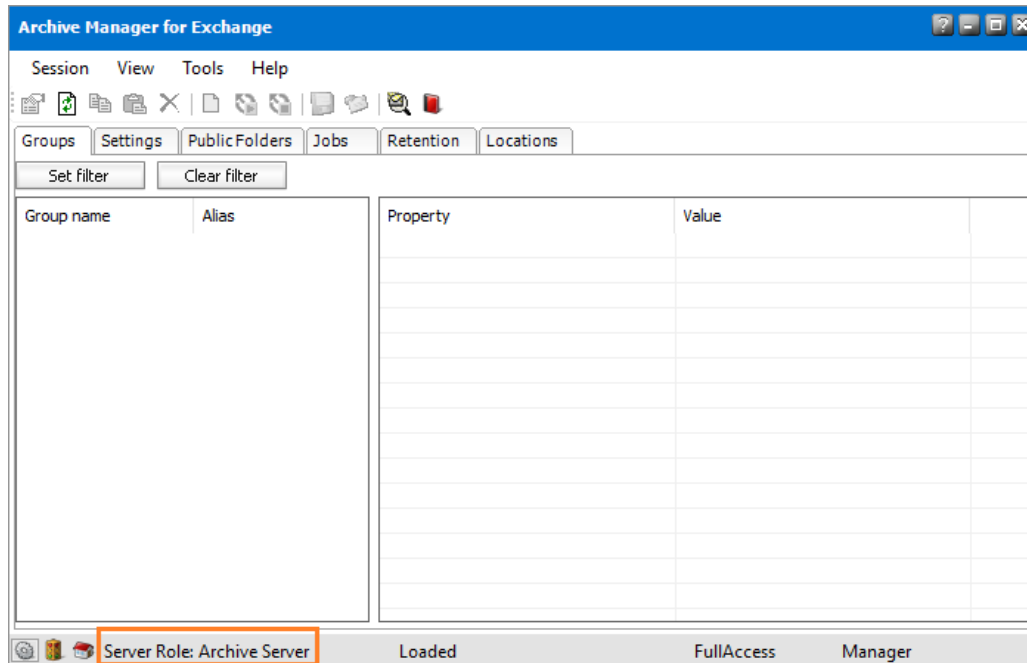 Archive Manager for Exchange
Session View Tools Help
Groups Settings Public Folders Jobs Retention Locations
Set filter Clear filter
Group name Alias Property Value
Server Role: Archive Server Loaded FullAccess Manager